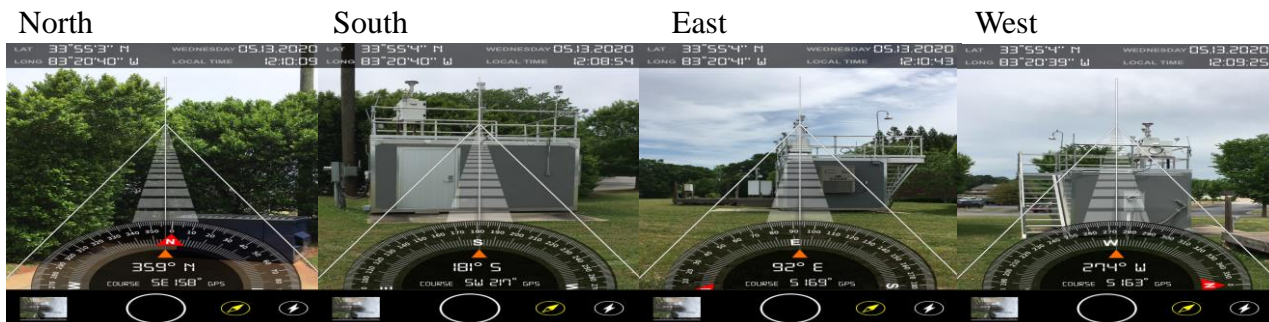 North South East West
LAT 33°55'3" N WEDNESDAY 05.13.2020
LONG 83°20'40" W LOCAL TIME 12:10:09
359° N
COURSE SE 158° GPS
LAT 33°55'4" N WEDNESDAY 05.13.2020
LONG 83°20'40" W LOCAL TIME 12:08:54
S
181° S
COURSE SW 217° GPS
LAT 33°55'4" N WEDNESDAY 05.13.2020
LONG 83°20'41" W LOCAL TIME 12:10:43
E
92° E
COURSE S 169° GPS
LAT 33°55'4" N WEDNESDAY 05.13.2020
LONG 83°20'39" W LOCAL TIME 12:09:25
W
274° W
COURSE S 163° GPS